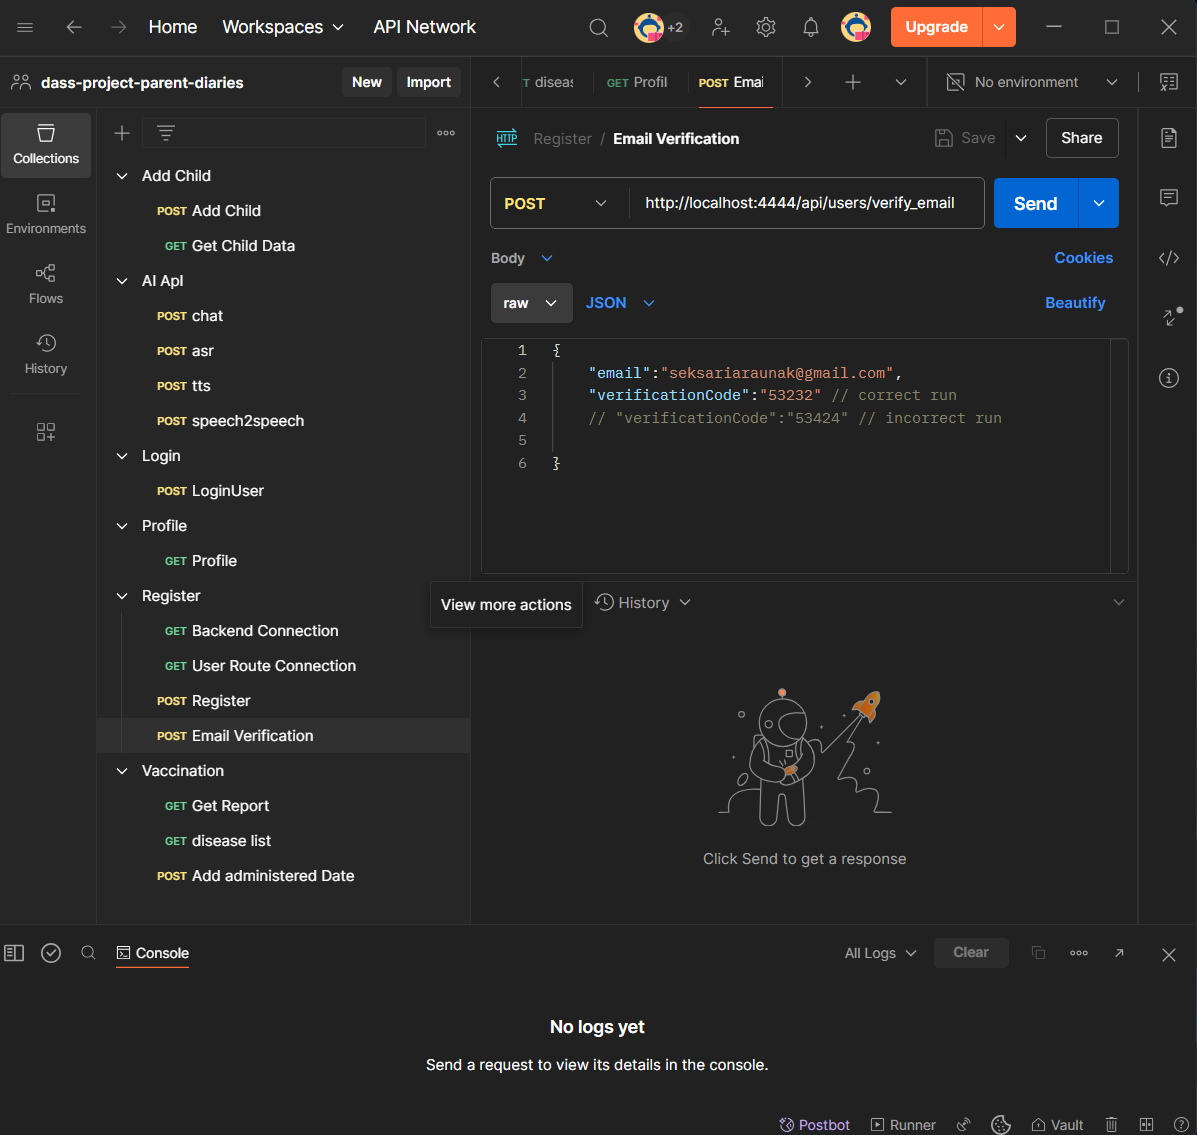 Home Workspaces API Network +2 Upgrade
dass-project-parent-diaries New Import diseas GET Profil POST Emai No environment
Collections
Environments
Flows
History
Add Child
POST Add Child
GET Get Child Data
AI ApI
POST chat
POST asr
POST tts
POST speech2speech
Login
POST LoginUser
Profile
GET Profile
Register
GET Backend Connection
GET User Route Connection
POST Register
POST Email Verification
Vaccination
GET Get Report
GET disease list
POST Add administered Date
HTTP Register / Email Verification Save Share
POST http://localhost:4444/api/users/verify_email Send
Body Cookies
raw JSON Beautify
1 {
2 "email":"seksariaraunak@gmail.com",
3 "verificationCode":"53232" // correct run
4 // "verificationCode":"53424" // incorrect run
5
6 }
View more actions History
Click Send to get a response
Console All Logs Clear
No logs yet
Send a request to view its details in the console.
Postbot Runner Vault